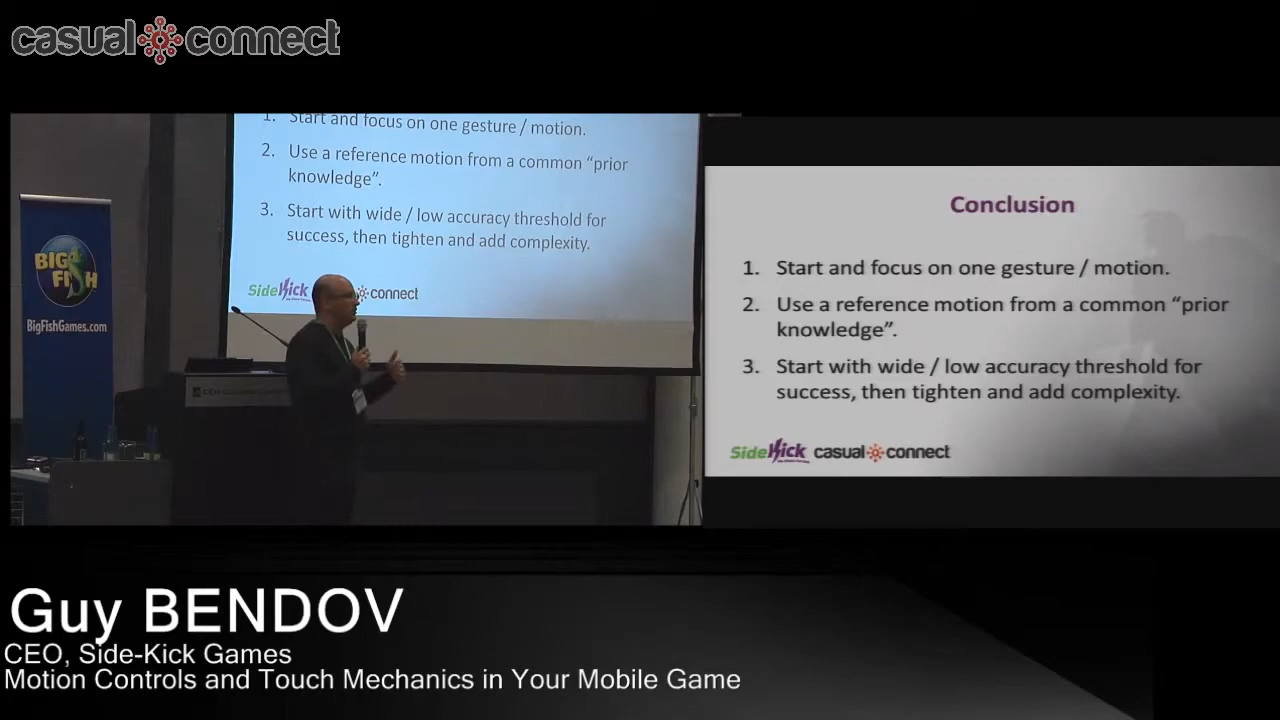 casual connect
1. Start and focus on one gesture / motion.
2. Use a reference motion from a common “prior
knowledge”.
3. Start with wide / low accuracy threshold for
success, then tighten and add complexity.
SideKick
connect
BIG
FISH
BigFishGames.com
Conclusion
1. Start and focus on one gesture / motion.
2. Use a reference motion from a common “prior
knowledge”.
3. Start with wide / low accuracy threshold for
success, then tighten and add complexity.
SideKick casual connect
Guy BENDOV
CEO, Side-Kick Games
Motion Controls and Touch Mechanics in Your Mobile Game